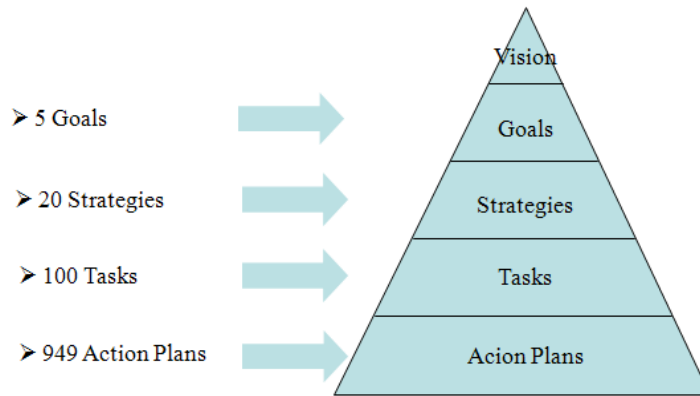 Vision
➢ 5 Goals
Goals
➢ 20 Strategies
Strategies
➢ 100 Tasks
Tasks
➢ 949 Action Plans
Acion Plans